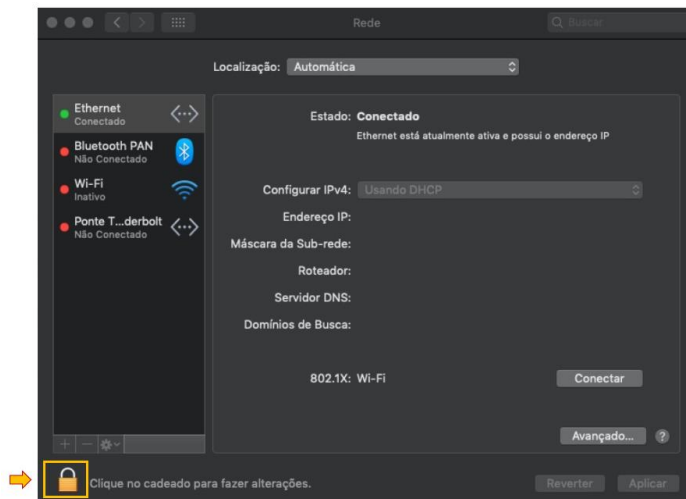 Rede
Buscar
Localização: Automática
Ethernet
Conectado
Bluetooth PAN
Não Conectado
Wi-Fi
Inativo
Ponte T...derbolt
Não Conectado
Estado: Conectado
Ethernet está atualmente ativa e possui o endereço IP
Configurar IPv4: Usando DHCP
Endereço IP:
Máscara da Sub-rede:
Roteador:
Servidor DNS:
Domínios de Busca:
802.1X: Wi-Fi Conectar
Avançado... ?
Clique no cadeado para fazer alterações.
Reverter Aplicar